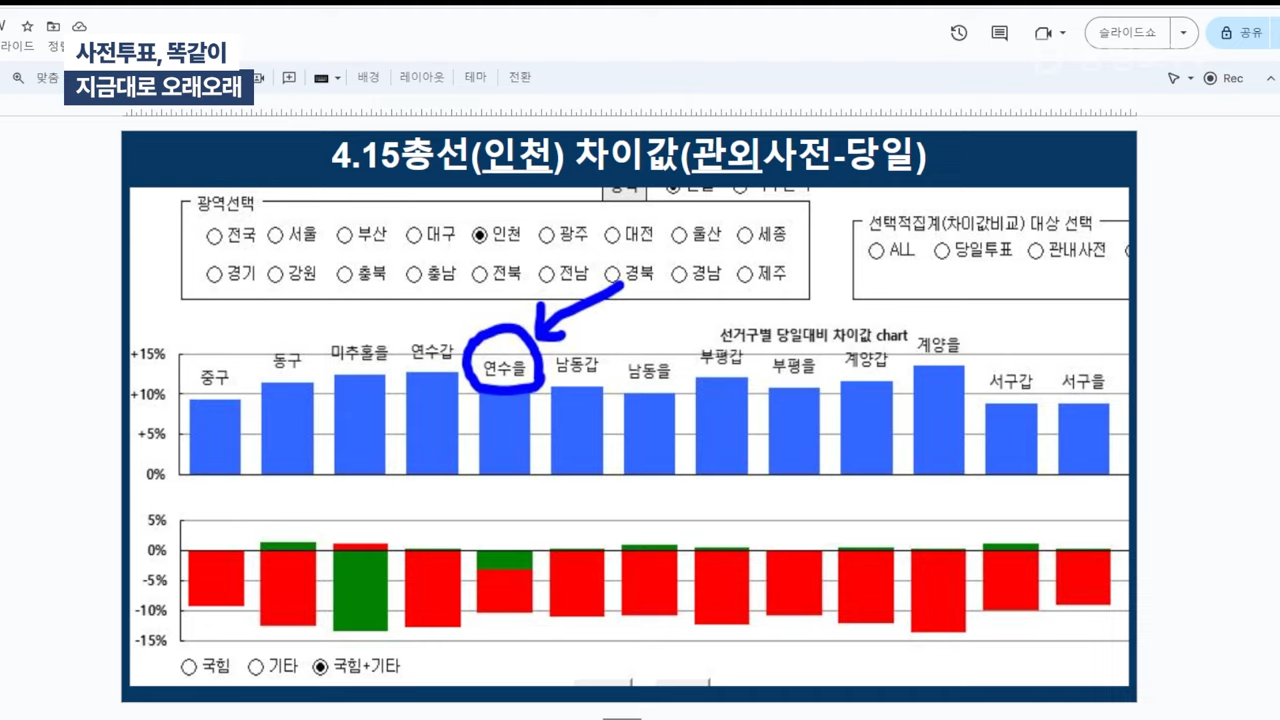 슬라이드쇼
공유
사전투표, 똑같이
지금대로 오래오래
맞춤
배경
레이아웃
테마
전환
Rec
4.15총선(인천) 차이값(관외사전-당일)
광역선택
전국 서울 부산 대구 인천 광주 대전 울산 세종
경기 강원 충북 충남 전북 전남 경북 경남 제주
선택적집계(차이값비교) 대상 선택
ALL 당일투표 관내사전
선거구별 당일대비 차이값 chart
+15%
+10%
+5%
0%
중구 동구 미추홀을 연수갑 연수을 남동갑 남동을 부평갑 부평을 계양갑 계양을 서구갑 서구을
5%
0%
-5%
-10%
-15%
국힘 기타 국힘+기타